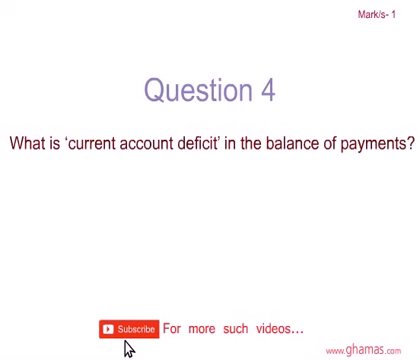 Mark/s- 1
Question 4
What is ‘current account deficit’ in the balance of payments?
Subscribe For more such videos...
www.ghamas.com